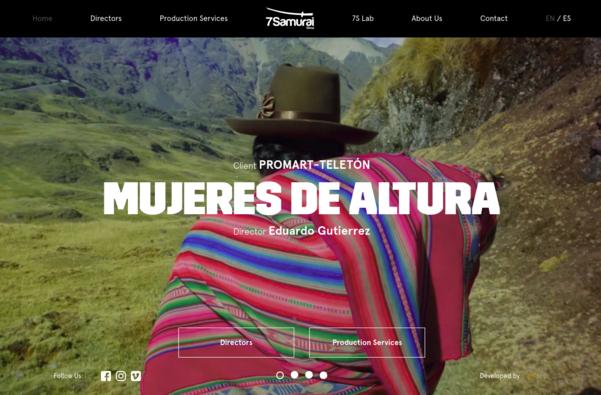 Home
Directors
Production Services
7Samurai
7S Lab
About Us
Contact
EN / ES
Client PROMART-TELETÓN
MUJERES DE ALTURA
Director Eduardo Gutierrez
Directors
Production Services
Follow Us:
Developed by